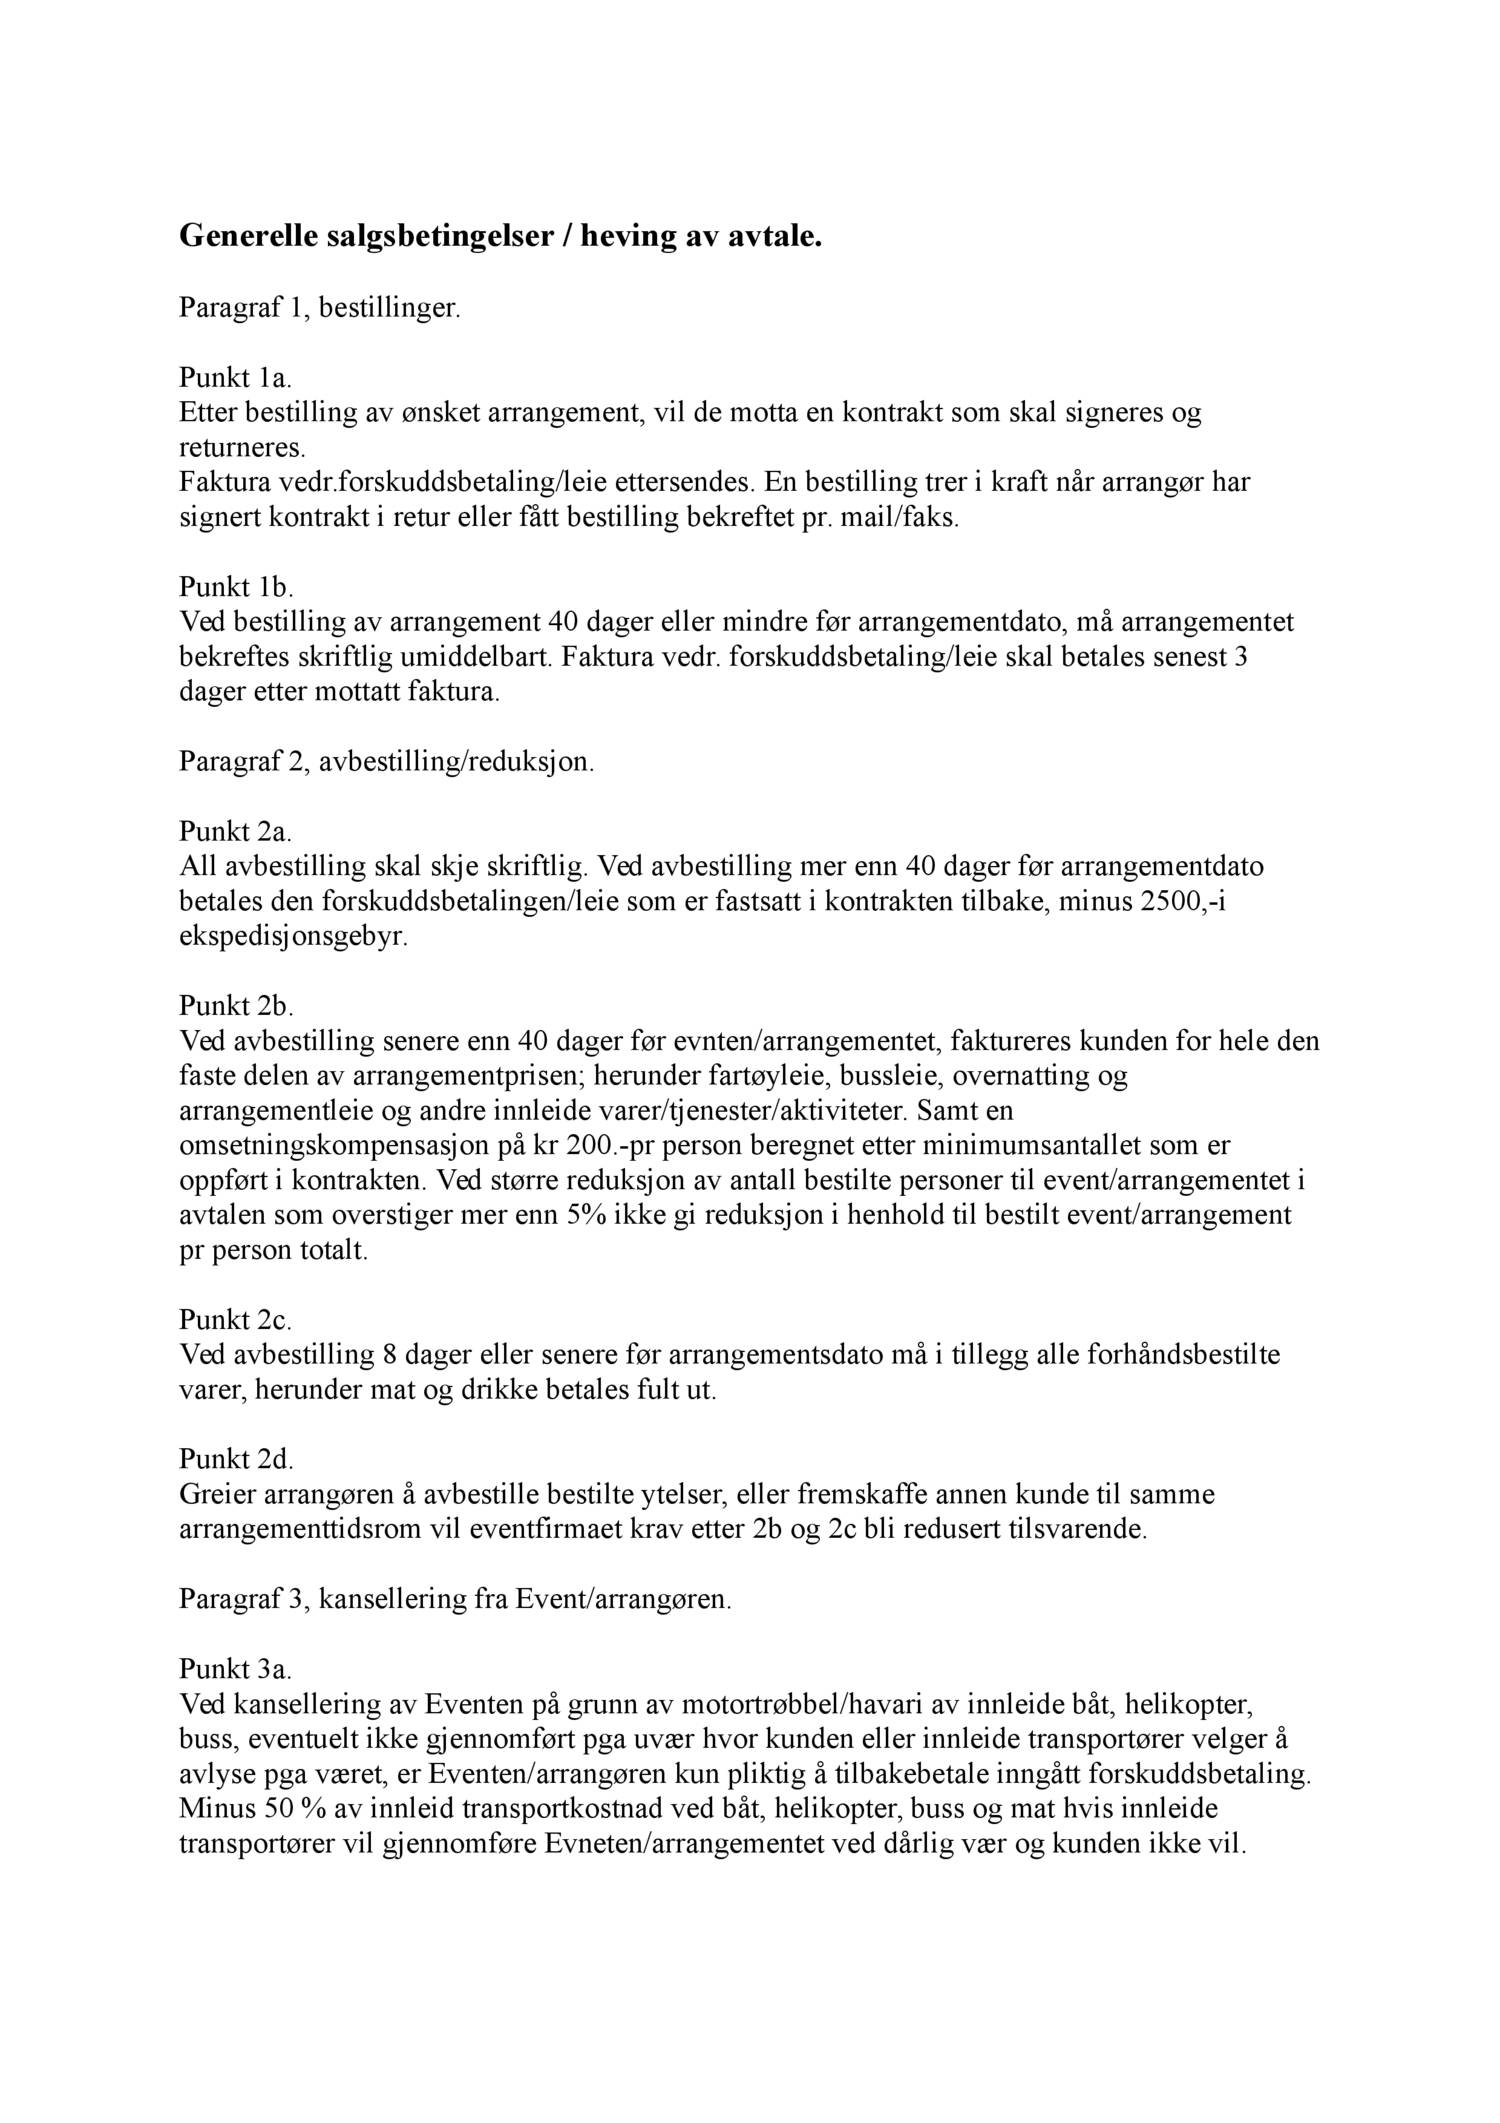 Generelle salgsbetingelser / heving av avtale.
Paragraf 1, bestillinger.
Punkt 1a.
Etter bestilling av ønsket arrangement, vil de motta en kontrakt som skal signeres og
returneres.
Faktura vedr.forskuddsbetaling/leie ettersendes. En bestilling trer i kraft når arrangør har
signert kontrakt i retur eller fått bestilling bekreftet pr. mail/faks.
Punkt 1b.
Ved bestilling av arrangement 40 dager eller mindre før arrangementdato, må arrangementet
bekreftes skriftlig umiddelbart. Faktura vedr. forskuddsbetaling/leie skal betales senest 3
dager etter mottatt faktura.
Paragraf 2, avbestilling/reduksjon.
Punkt 2a.
All avbestilling skal skje skriftlig. Ved avbestilling mer enn 40 dager før arrangementdato
betales den forskuddsbetalingen/leie som er fastsatt i kontrakten tilbake, minus 2500,-i
ekspedisjonsgebyr.
Punkt 2b.
Ved avbestilling senere enn 40 dager før evnten/arrangementet, faktureres kunden for hele den
faste delen av arrangementprisen; herunder fartøyleie, bussleie, overnatting og
arrangementleie og andre innleide varer/tjenester/aktiviteter. Samt en
omsetningskompensasjon på kr 200.-pr person beregnet etter minimumsantallet som er
oppført i kontrakten. Ved større reduksjon av antall bestilte personer til event/arrangementet i
avtalen som overstiger mer enn 5% ikke gi reduksjon i henhold til bestilt event/arrangement
pr person totalt.
Punkt 2c.
Ved avbestilling 8 dager eller senere før arrangementsdato må i tillegg alle forhåndsbestilte
varer, herunder mat og drikke betales fult ut.
Punkt 2d.
Greier arrangøren å avbestille bestilte ytelser, eller fremskaffe annen kunde til samme
arrangementtidsrom vil eventfirmaet krav etter 2b og 2c bli redusert tilsvarende.
Paragraf 3, kansellering fra Event/arrangøren.
Punkt 3a.
Ved kansellering av Eventen på grunn av motortrøbbel/havari av innleide båt, helikopter,
buss, eventuelt ikke gjennomført pga uvær hvor kunden eller innleide transportører velger å
avlyse pga været, er Eventen/arrangøren kun pliktig å tilbakebetale inngått forskuddsbetaling.
Minus 50 % av innleid transportkostnad ved båt, helikopter, buss og mat hvis innleide
transportører vil gjennomføre Evneten/arrangementet ved dårlig vær og kunden ikke vil.